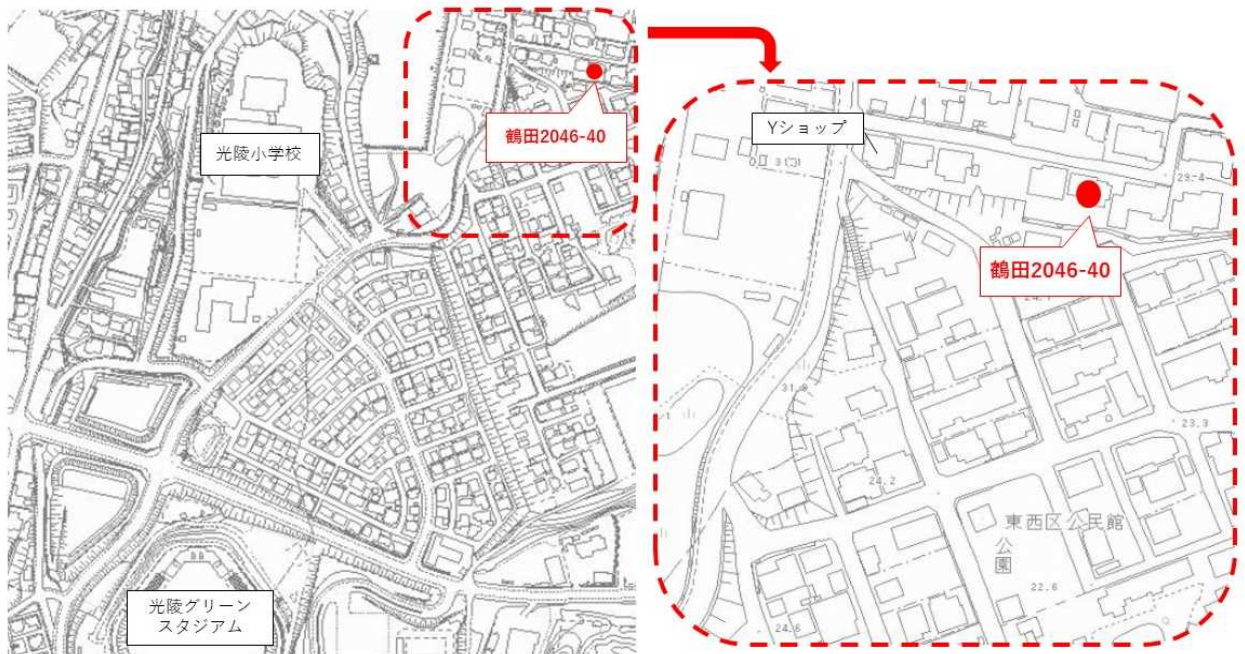 光陵小学校
鶴田2046-40
光陵グリーン
スタジアム
Yショップ
鶴田2046-40
29.4
31.9
23.3
24.2
東西区公民館
公園
22.6
24.6